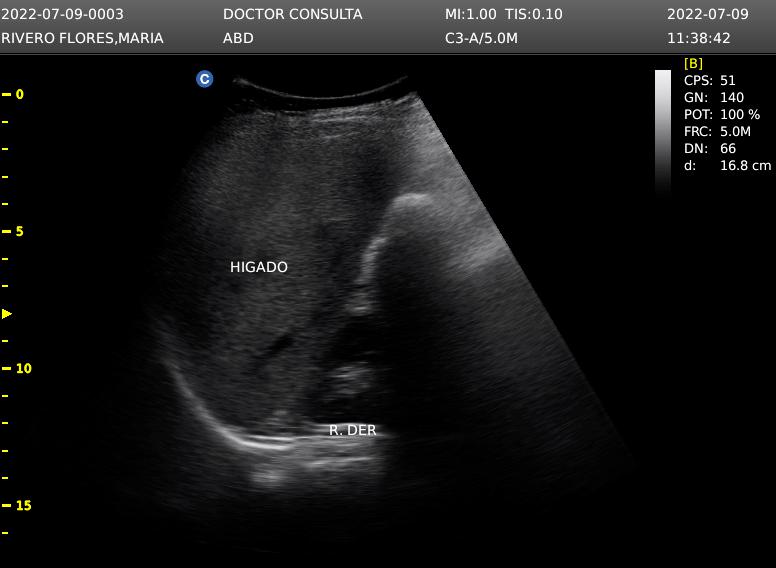 2022-07-09-0003 DOCTOR CONSULTA MI:1.00 TIS:0.10 2022-07-09
RIVERO FLORES,MARIA ABD C3-A/5.0M 11:38:42
C
[B]
CPS: 51
GN: 140
POT: 100 %
FRC: 5.0M
DN: 66
d: 16.8 cm
0
5
HIGADO
10
R. DER
15